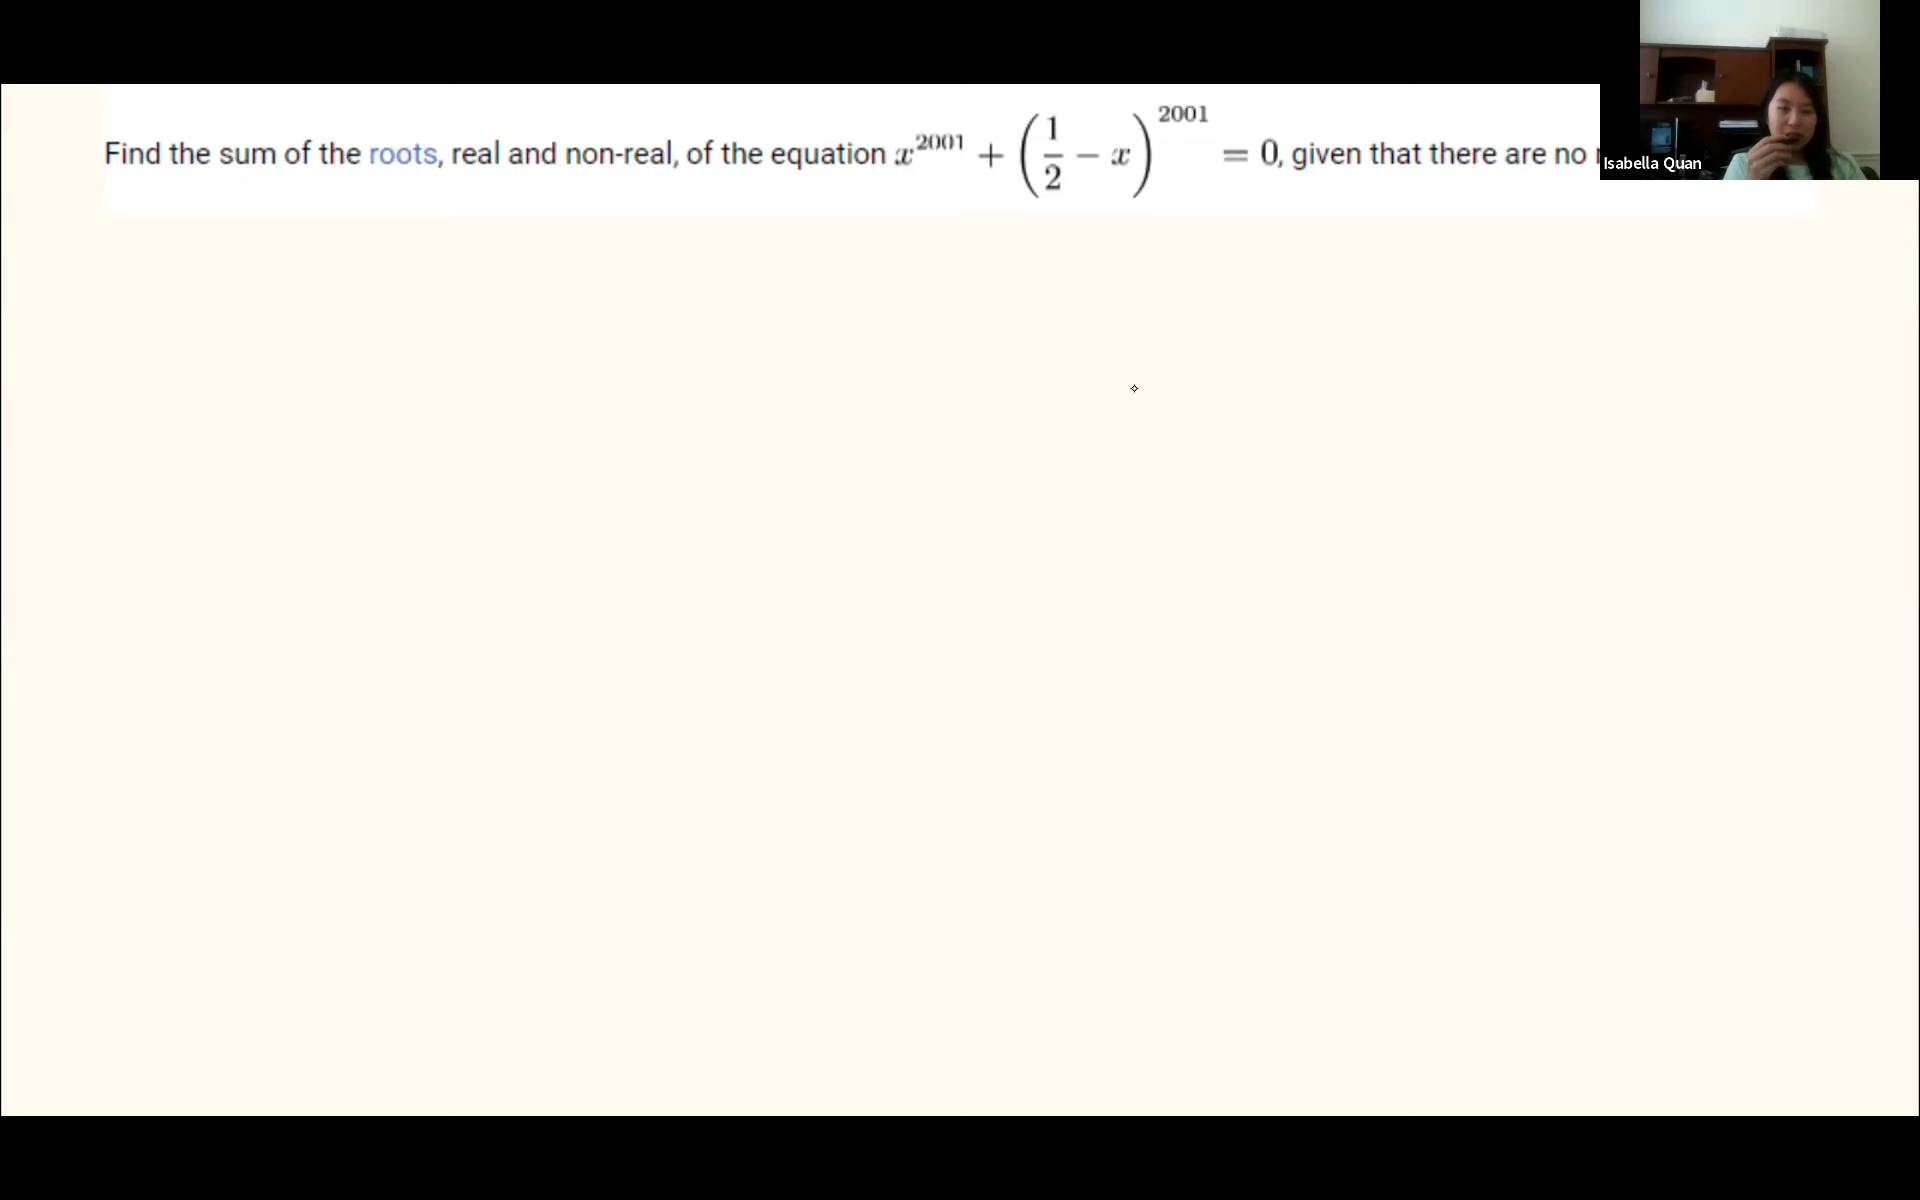 Find the sum of the roots, real and non-real, of the equation x^2001 + (1/2 − x)^2001 = 0, given that there are no
Isabella Quan